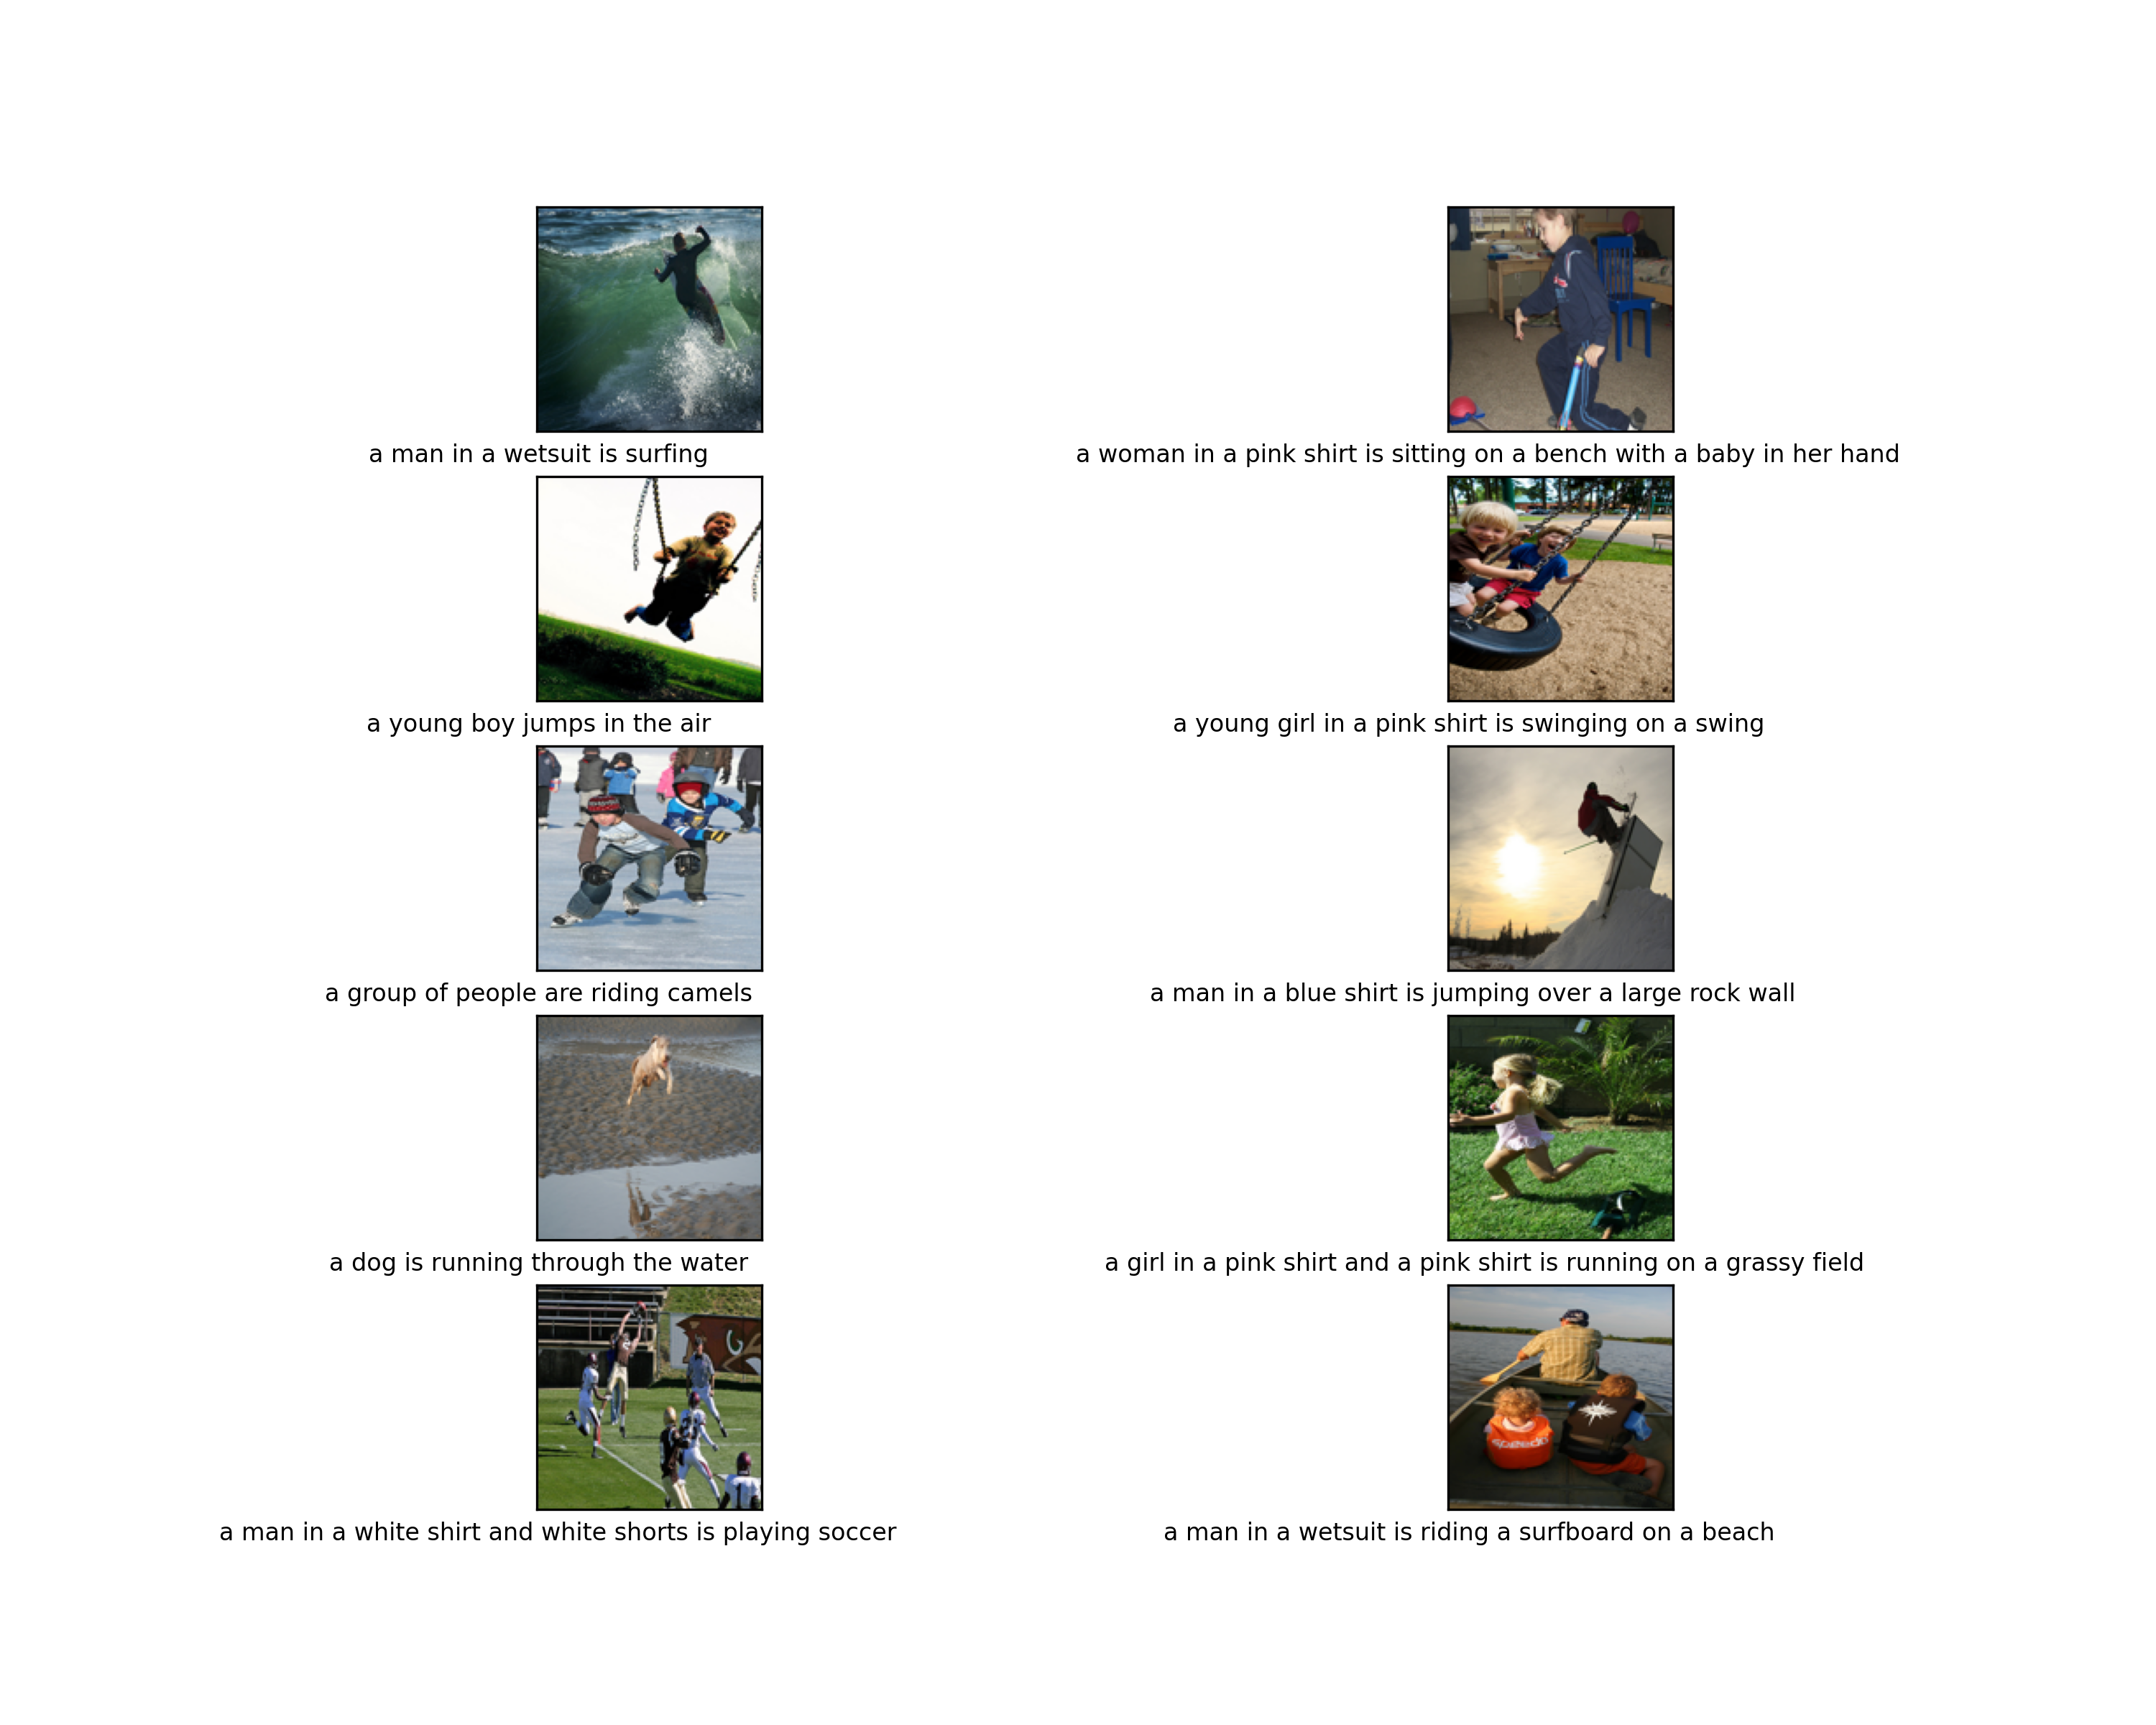 a man in a wetsuit is surfing
a woman in a pink shirt is sitting on a bench with a baby in her hand
a young boy jumps in the air
a young girl in a pink shirt is swinging on a swing
a group of people are riding camels
a man in a blue shirt is jumping over a large rock wall
a dog is running through the water
a girl in a pink shirt and a pink shirt is running on a grassy field
speedo
a man in a white shirt and white shorts is playing soccer
a man in a wetsuit is riding a surfboard on a beach